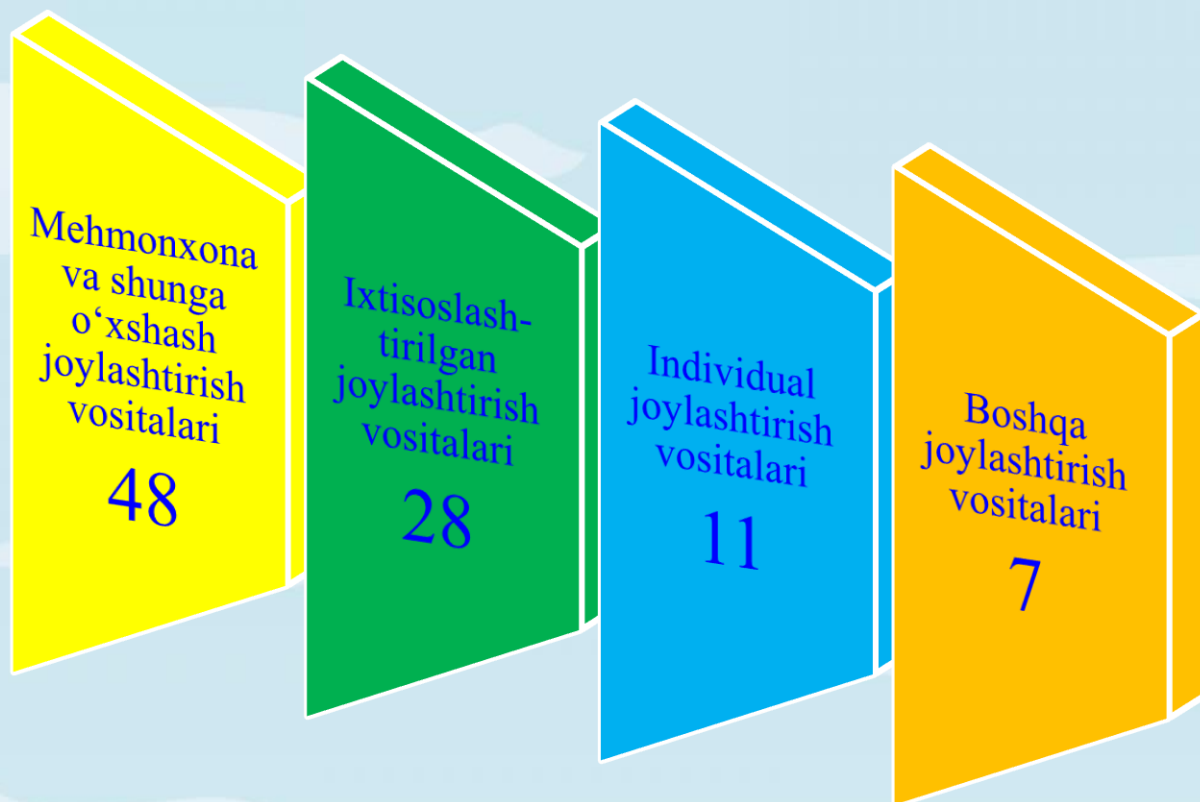 Mehmonxona
va shunga
o‘xshash
joylashtirish
vositalari
48
Ixtisoslash-
tirilgan
joylashtirish
vositalari
28
Individual
joylashtirish
vositalari
11
Boshqa
joylashtirish
vositalari
7